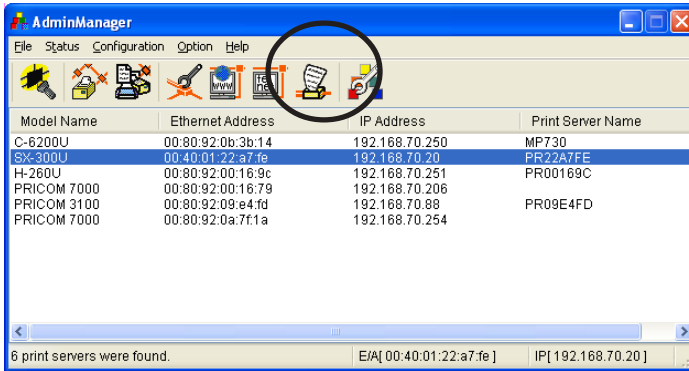 AdminManager
File Status Configuration Option Help
www te ne
Model Name Ethernet Address IP Address Print Server Name
C-6200U 00:80:92:0b:3b:14 192.168.70.250 MP730
SX-300U 00:40:01:22:a7:fe 192.168.70.20 PR22A7FE
H-260U 00:80:92:00:16:9c 192.168.70.251 PR00169C
PRICOM 7000 00:80:92:00:16:79 192.168.70.206
PRICOM 3100 00:80:92:09:e4:fd 192.168.70.88 PR09E4FD
PRICOM 7000 00:80:92:0a:7f:1a 192.168.70.254
6 print servers were found. E/A[ 00:40:01:22:a7:fe ] IP[ 192.168.70.20 ]